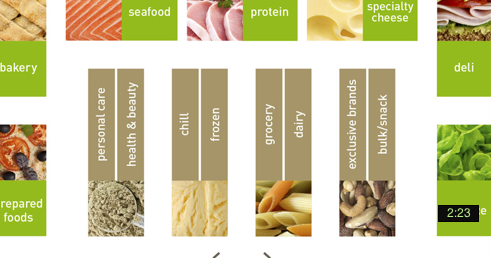 seafood
protein
specialty
cheese
bakery
deli
personal care
health & beauty
chill
frozen
grocery
dairy
exclusive brands
bulk/snack
repared
foods
2:23